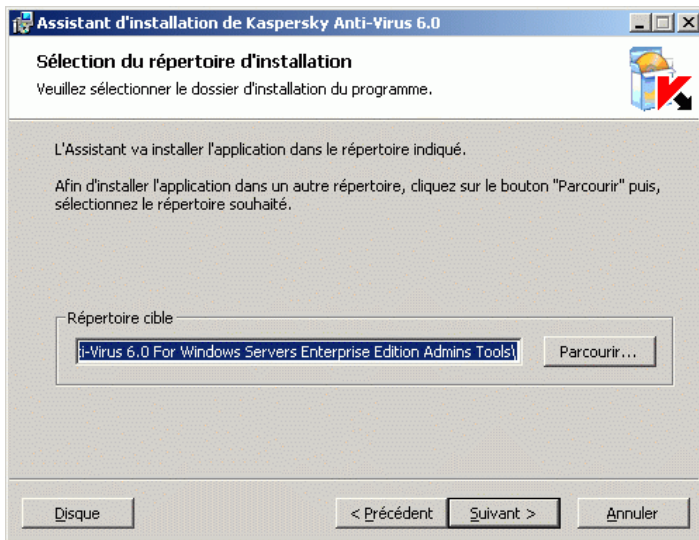 Assistant d'installation de Kaspersky Anti-Virus 6.0
Sélection du répertoire d'installation
Veuillez sélectionner le dossier d'installation du programme.
L'Assistant va installer l'application dans le répertoire indiqué.
Afin d'installer l'application dans un autre répertoire, cliquez sur le bouton "Parcourir" puis,
sélectionnez le répertoire souhaité.
Répertoire cible
ti-Virus 6.0 For Windows Servers Enterprise Edition Admins Tools\
Parcourir...
Disque
< Précédent
Suivant >
Annuler